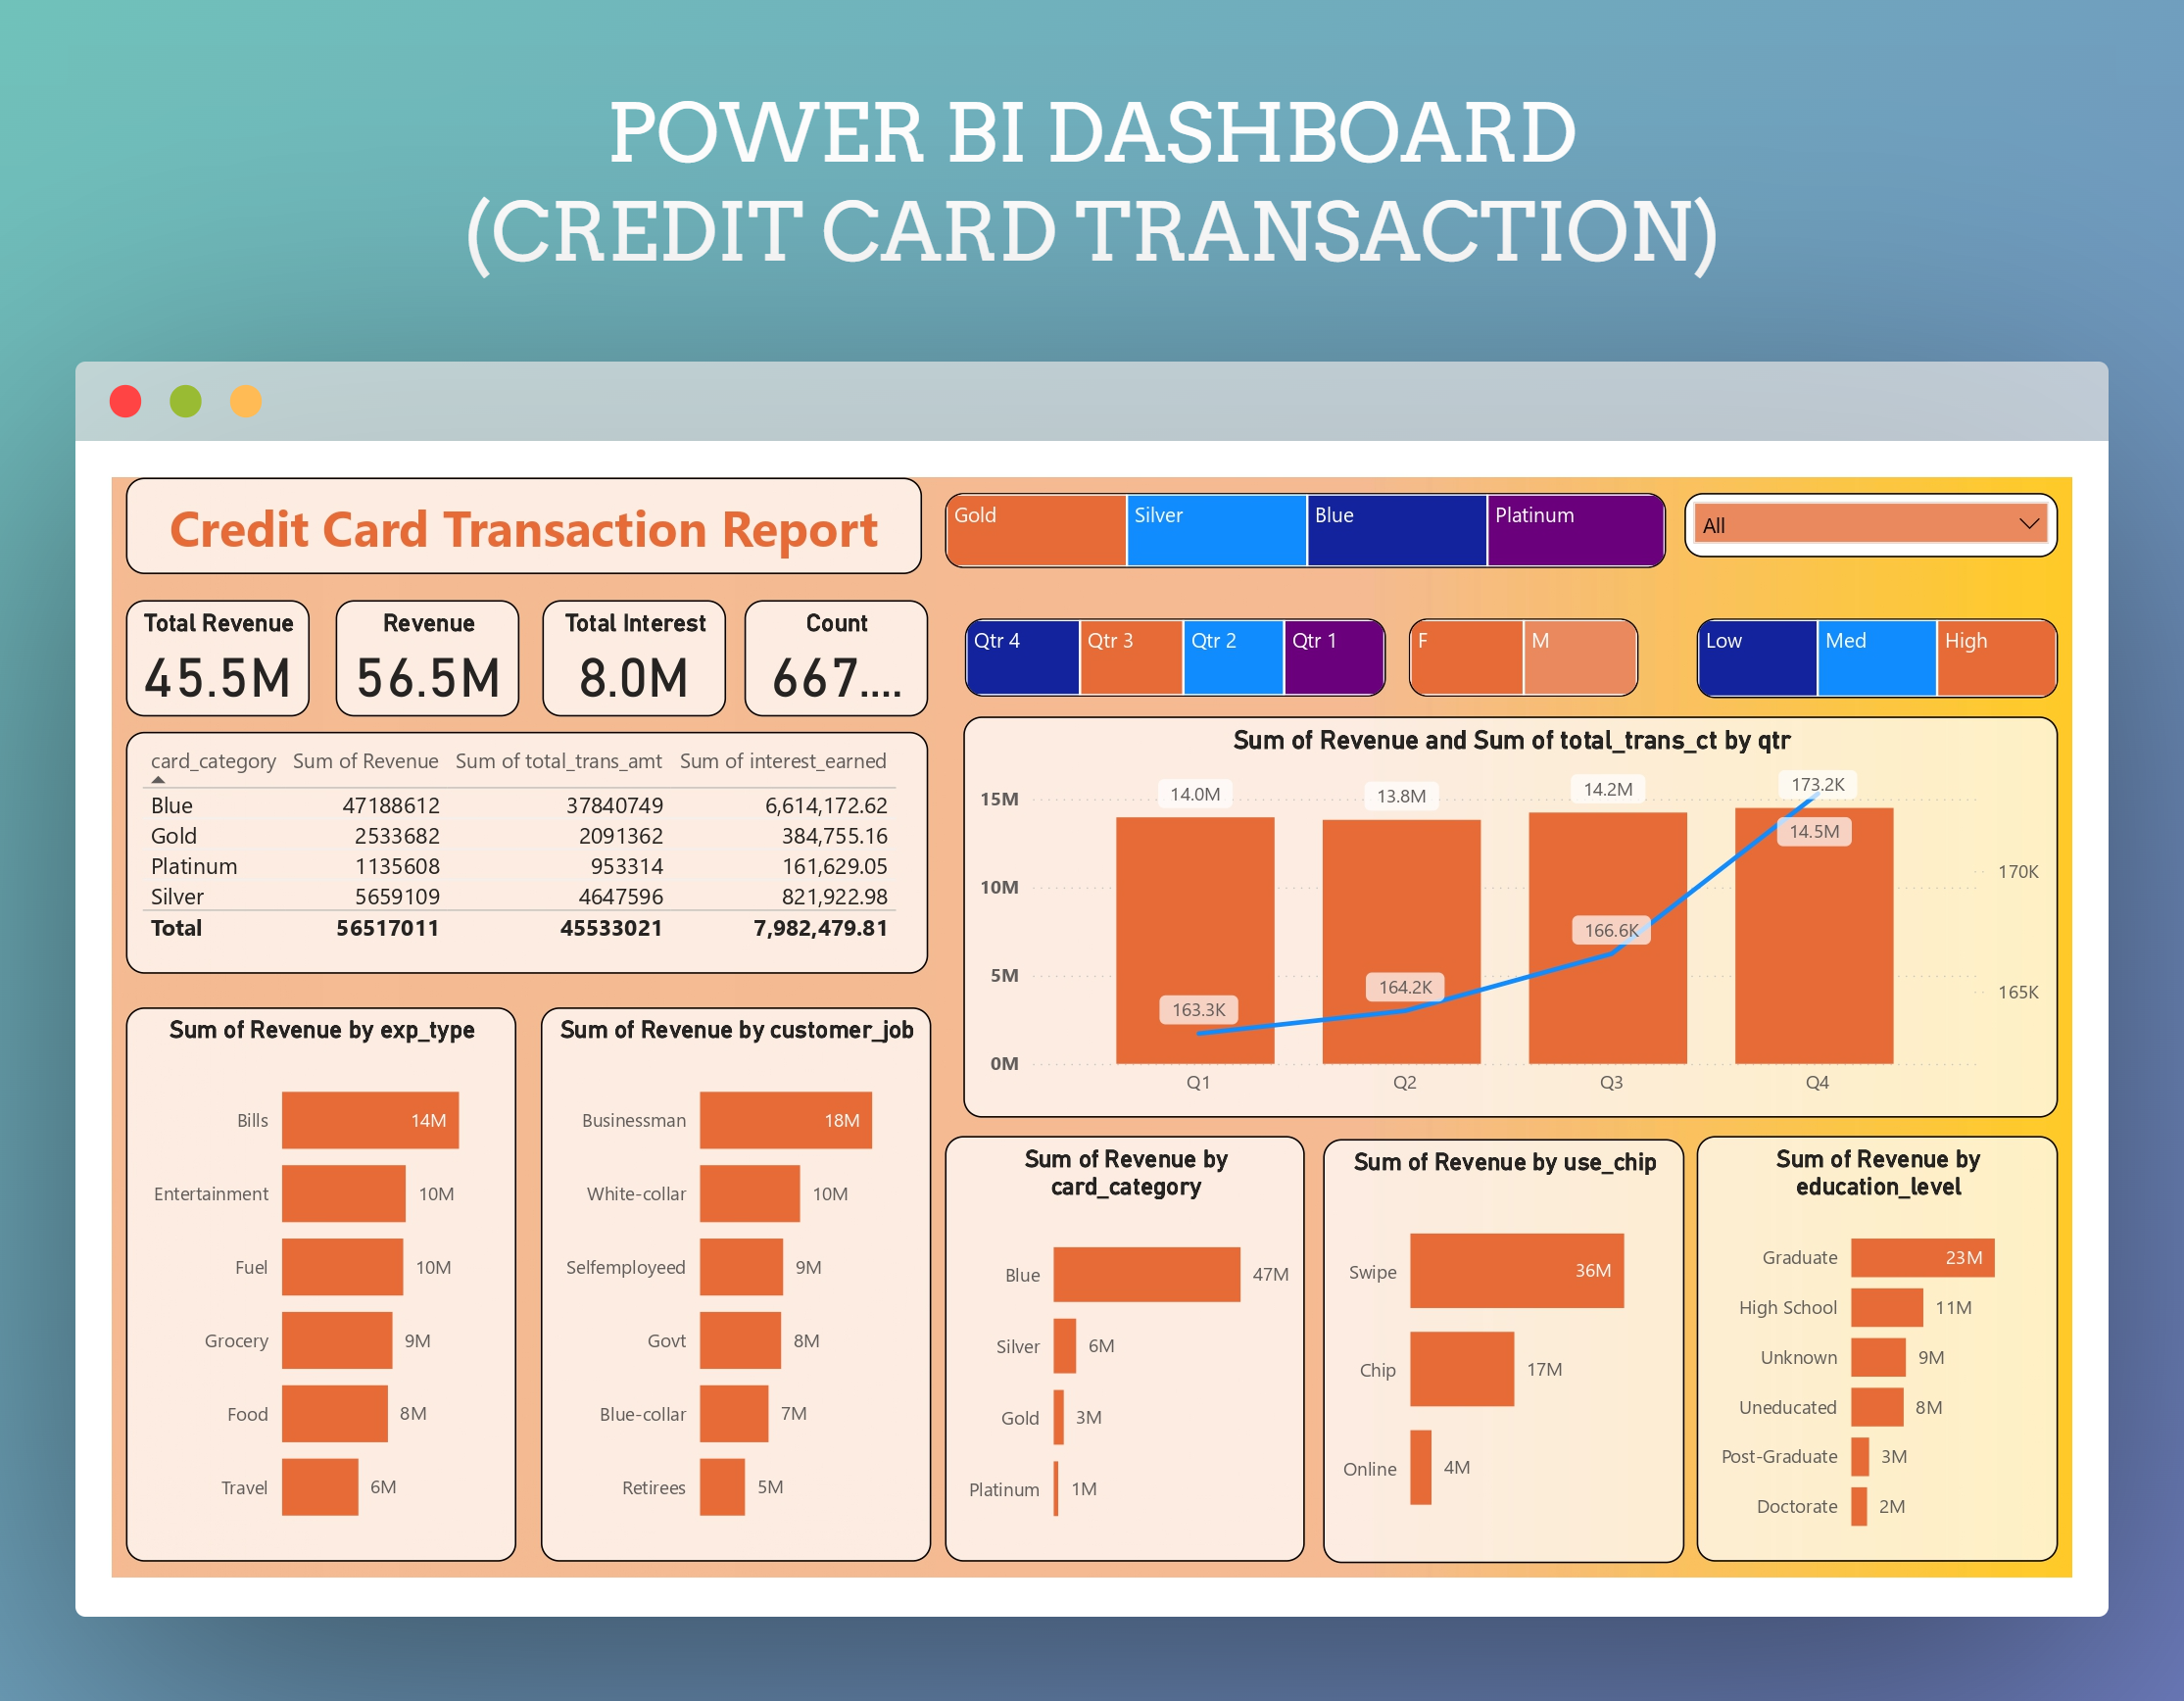 POWER BI DASHBOARD
(CREDIT CARD TRANSACTION)
Credit Card Transaction Report
Gold Silver Blue Platinum
All
Total Revenue
45.5M
Revenue
56.5M
Total Interest
8.0M
Count
667....
Qtr 4 Qtr 3 Qtr 2 Qtr 1
F M
Low Med High
card_category Sum of Revenue Sum of total_trans_amt Sum of interest_earned
Blue 47188612 37840749 6,614,172.62
Gold 2533682 2091362 384,755.16
Platinum 1135608 953314 161,629.05
Silver 5659109 4647596 821,922.98
Total 56517011 45533021 7,982,479.81
Sum of Revenue and Sum of total_trans_ct by qtr
15M
10M
5M
0M
14.0M 13.8M 14.2M 14.5M
163.3K 164.2K 166.6K 173.2K
170K
165K
Q1 Q2 Q3 Q4
Sum of Revenue by exp_type
Bills 14M
Entertainment 10M
Fuel 10M
Grocery 9M
Food 8M
Travel 6M
Sum of Revenue by customer_job
Businessman 18M
White-collar 10M
Selfemployeed 9M
Govt 8M
Blue-collar 7M
Retirees 5M
Sum of Revenue by
card_category
Blue 47M
Silver 6M
Gold 3M
Platinum 1M
Sum of Revenue by use_chip
Swipe 36M
Chip 17M
Online 4M
Sum of Revenue by
education_level
Graduate 23M
High School 11M
Unknown 9M
Uneducated 8M
Post-Graduate 3M
Doctorate 2M